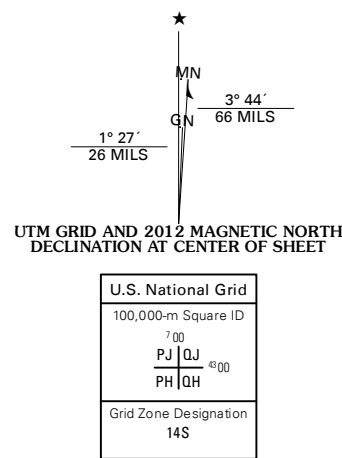 ★
MN
3° 44´
66 MILS
GN
1° 27´
26 MILS
UTM GRID AND 2012 MAGNETIC NORTH
DECLINATION AT CENTER OF SHEET
U.S. National Grid
100,000-m Square ID
7 00
PJ QJ
43 00
PH QH
Grid Zone Designation
14S